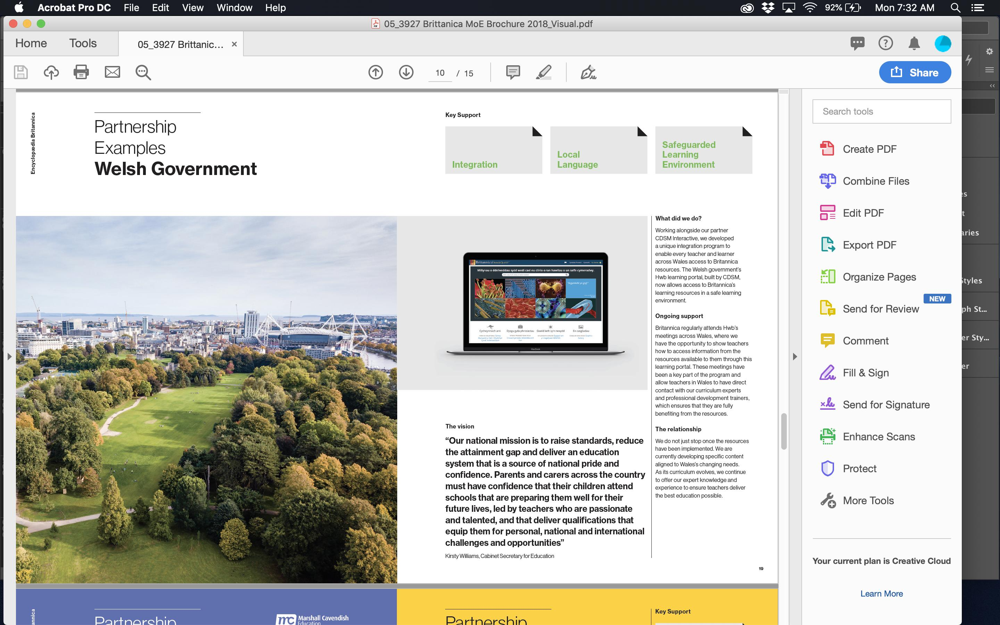 Acrobat Pro DC File Edit View Window Help 92% Mon 7:32 AM
05_3927 Brittanica MoE Brochure 2018_Visual.pdf
Home Tools 05_3927 Brittanic... ×
10 / 15
Share
Encyclopædia Britannica
Partnership
Examples
Welsh Government
Key Support
Integration
Local
Language
Safeguarded
Learning
Environment
Britannica IMAGEQUEST
Miliynau o ddelweddau sydd wedi cael eu clirio o ran hawliau o un safle cymeradwy.
Cychwynnwch arni
Dysgu gyda phrosiectau
Gweld beth sy'n newydd
Ein casgliadau
MacBook
The vision
“Our national mission is to raise standards, reduce
the attainment gap and deliver an education
system that is a source of national pride and
confidence. Parents and carers across the country
must have confidence that their children attend
schools that are preparing them well for their
future lives, led by teachers who are passionate
and talented, and that deliver qualifications that
equip them for personal, national and international
challenges and opportunities”
Kirsty Williams, Cabinet Secretary for Education
What did we do?
Working alongside our partner
CDSM Interactive, we developed
a unique integration program to
enable every teacher and learner
across Wales access to Britannica
resources. The Welsh government’s
Hwb learning portal, built by CDSM,
now allows access to Britannica’s
learning resources in a safe learning
environment.
Ongoing support
Britannica regularly attends Hwb’s
meetings across Wales, where we
have the opportunity to show teachers
how to access information from the
resources available to them through this
learning portal. These meetings have
been a key part of the program and
allow teachers in Wales to have direct
contact with our curriculum experts
and professional development trainers,
which ensures that they are fully
benefiting from the resources.
The relationship
We do not just stop once the resources
have been implemented. We are
currently developing specific content
aligned to Wales’s changing needs.
As its curriculum evolves, we continue
to offer our expert knowledge and
experience to ensure teachers deliver
the best education possible.
19
annica
Partnership
mc Marshall Cavendish
Education
Partnership
Key Support
Search tools
Create PDF
Combine Files
Edit PDF
Export PDF
Organize Pages
NEW
Send for Review
Comment
Fill & Sign
Send for Signature
Enhance Scans
Protect
More Tools
Your current plan is Creative Cloud
Learn More
es
t
aries
Styles
ph St...
er Sty...
er